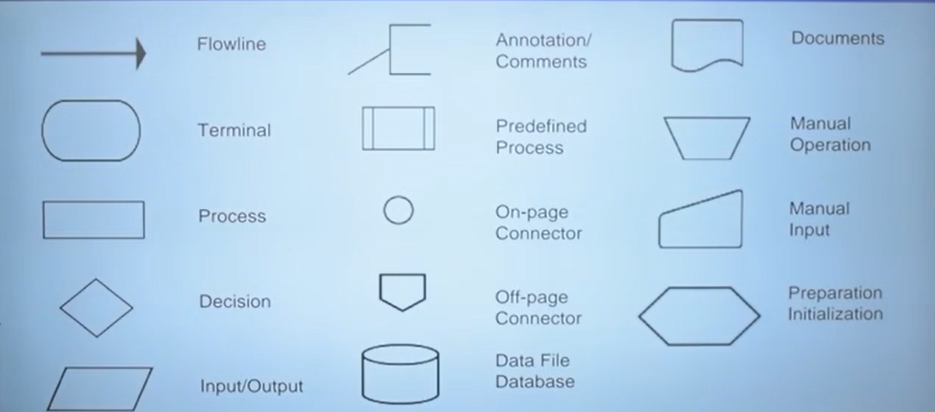 Flowline
Terminal
Process
Decision
Input/Output
Annotation/
Comments
Predefined
Process
On-page
Connector
Off-page
Connector
Data File
Database
Documents
Manual
Operation
Manual
Input
Preparation
Initialization